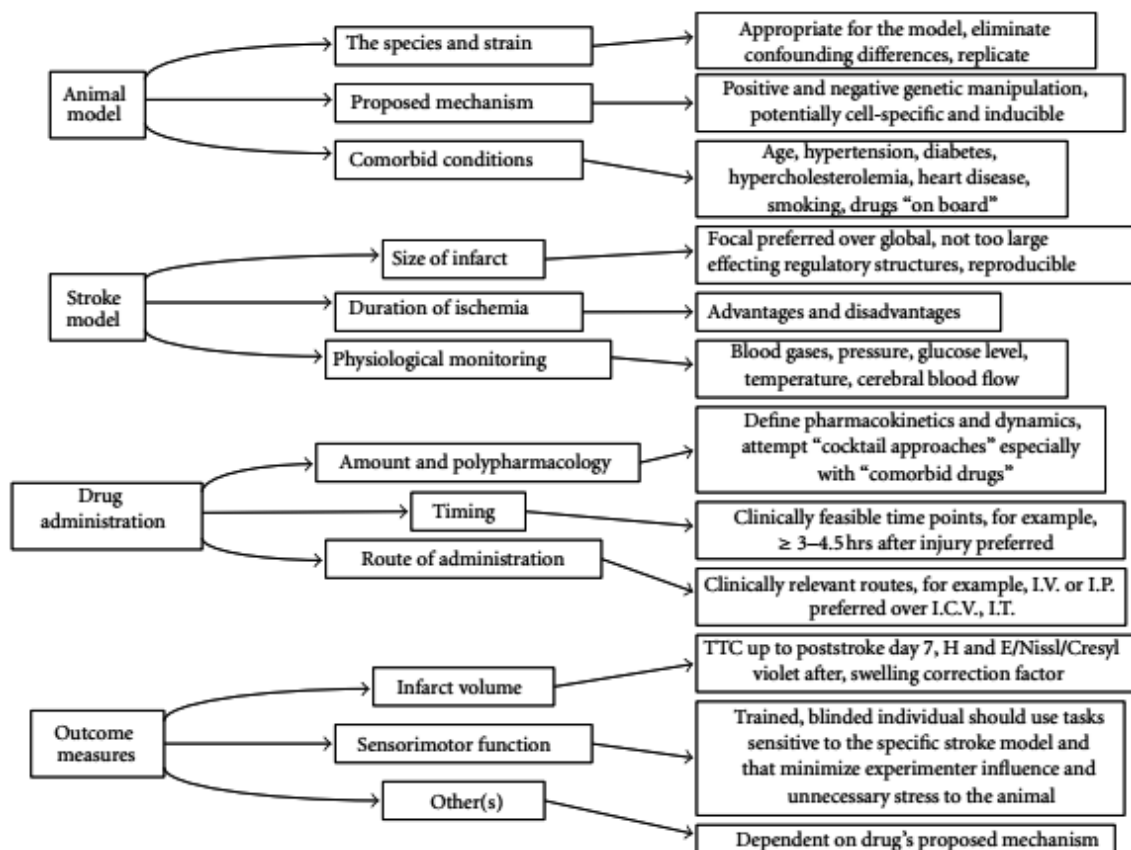 Animal
model
The species and strain
Appropriate for the model, eliminate
confounding differences, replicate
Proposed mechanism
Positive and negative genetic manipulation,
potentially cell-specific and inducible
Comorbid conditions
Age, hypertension, diabetes,
hypercholesterolemia, heart disease,
smoking, drugs “on board”
Stroke
model
Size of infarct
Focal preferred over global, not too large
effecting regulatory structures, reproducible
Duration of ischemia
Advantages and disadvantages
Physiological monitoring
Blood gases, pressure, glucose level,
temperature, cerebral blood flow
Drug
administration
Amount and polypharmacology
Define pharmacokinetics and dynamics,
attempt “cocktail approaches” especially
with “comorbid drugs”
Timing
Clinically feasible time points, for example,
≥ 3–4.5 hrs after injury preferred
Route of administration
Clinically relevant routes, for example, I.V. or I.P.
preferred over I.C.V., I.T.
Outcome
measures
Infarct volume
TTC up to poststroke day 7, H and E/Nissl/Cresyl
violet after, swelling correction factor
Sensorimotor function
Trained, blinded individual should use tasks
sensitive to the specific stroke model and
that minimize experimenter influence and
unnecessary stress to the animal
Other(s)
Dependent on drug’s proposed mechanism